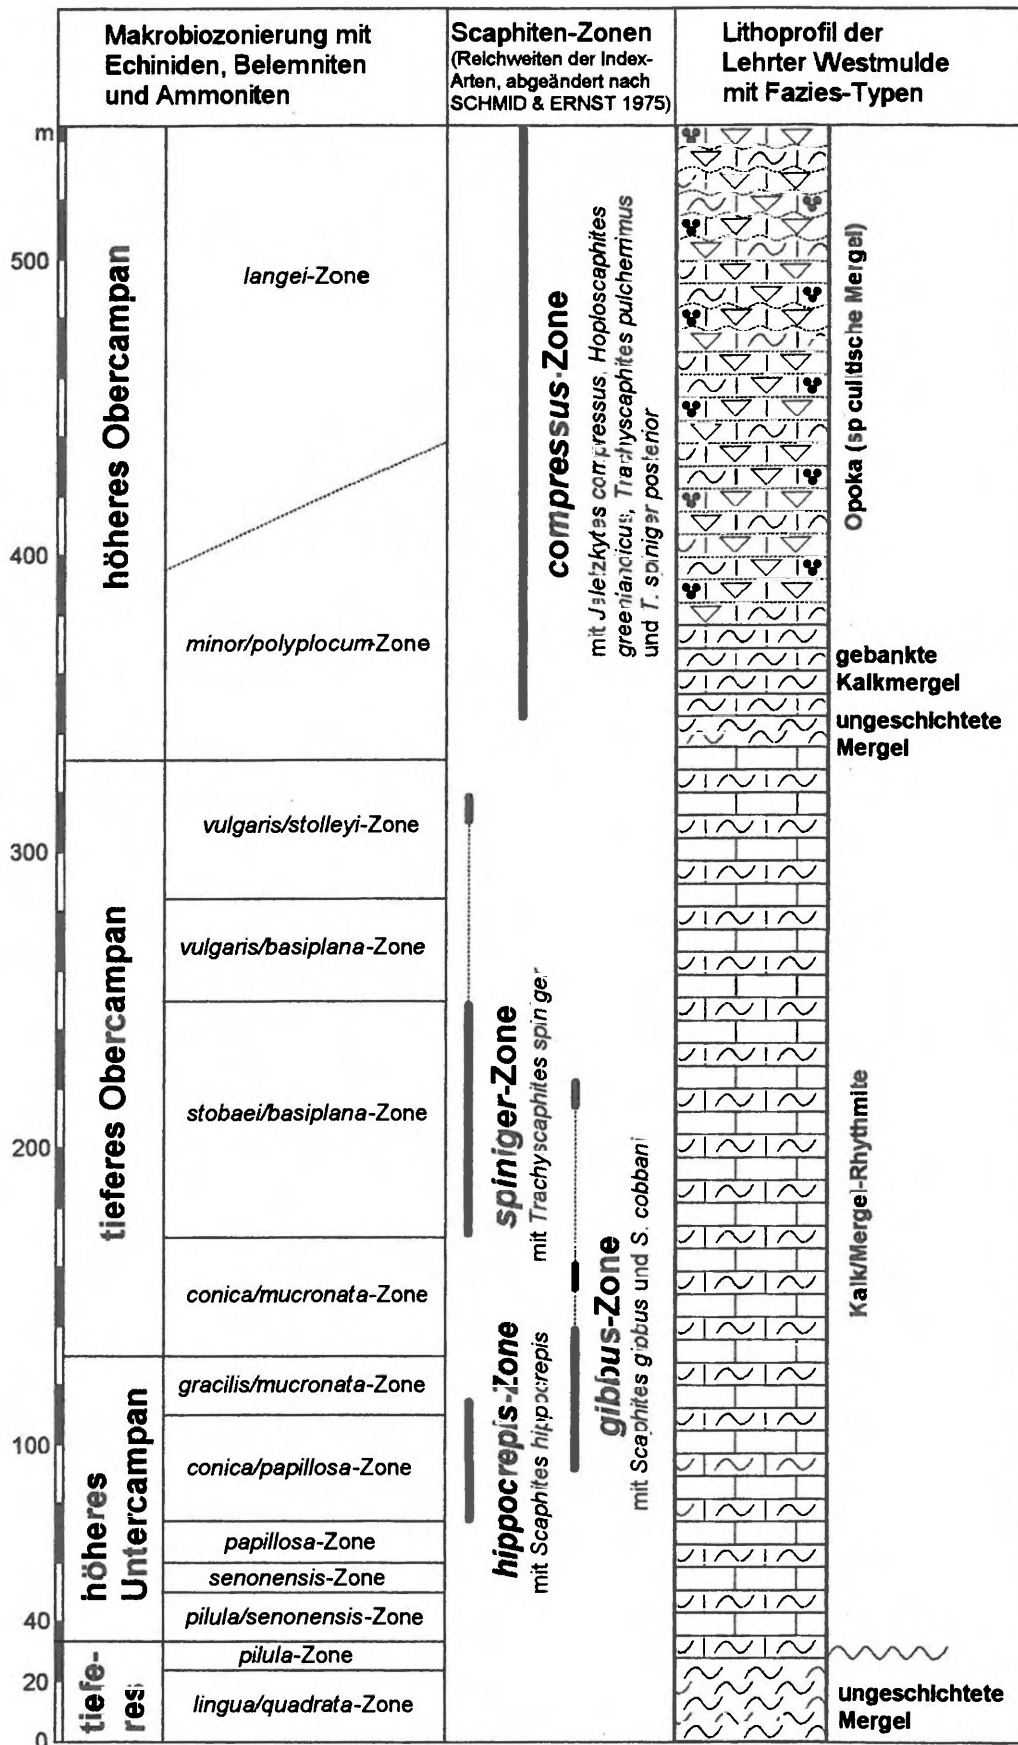 Makrobiozonierung mit
Echiniden, Belemniten
und Ammoniten
Scaphiten-Zonen
(Reichweiten der Index-
Arten, abgeändert nach
SCHMID & ERNST 1975)
Lithoprofil der
Lehrter Westmulde
mit Fazies-Typen
m
500
400
300
200
100
40
20
0
höheres Obercampan
tieferes Obercampan
höheres
Untercampan
tiefe-
res
langei-Zone
minor/polyplocum-Zone
vulgaris/stolleyi-Zone
vulgaris/basiplana-Zone
stobaei/basiplana-Zone
conica/mucronata-Zone
gracilis/mucronata-Zone
conica/papillosa-Zone
papillosa-Zone
senonensis-Zone
pilula/senonensis-Zone
pilula-Zone
lingua/quadrata-Zone
compressus-Zone
mit Jeletzkytes compressus, Hoploscaphites
greenlandicus, Trachyscaphites pulcherrimus
und T. spiniger posterior
spiniger-Zone
mit Trachyscaphites spiniger
gibbus-Zone
mit Scaphites gibbus und S. cobbani
hippocrepis-Zone
mit Scaphites hippocrepis
Opoka (spiculitische Mergel)
gebankte
Kalkmergel
ungeschichtete
Mergel
Kalk/Mergel-Rhythmite
ungeschichtete
Mergel